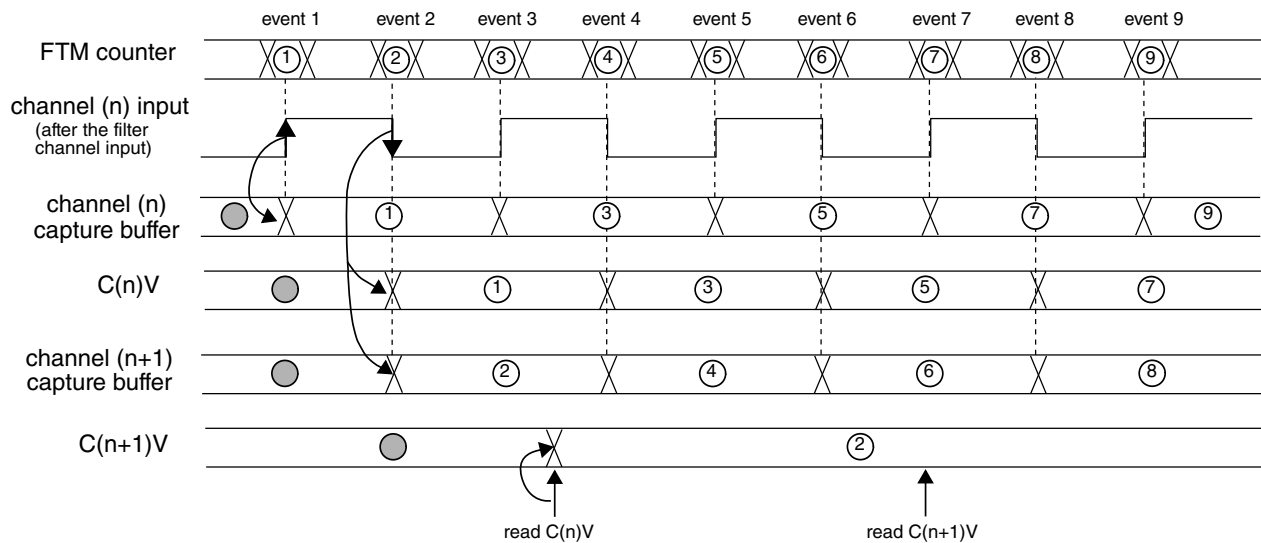 event 1 event 2 event 3 event 4 event 5 event 6 event 7 event 8 event 9
FTM counter
1 2 3 4 5 6 7 8 9
channel (n) input
(after the filter
channel input)
channel (n)
capture buffer
1 3 5 7 9
C(n)V
1 3 5 7
channel (n+1)
capture buffer
2 4 6 8
C(n+1)V
2
read C(n)V read C(n+1)V